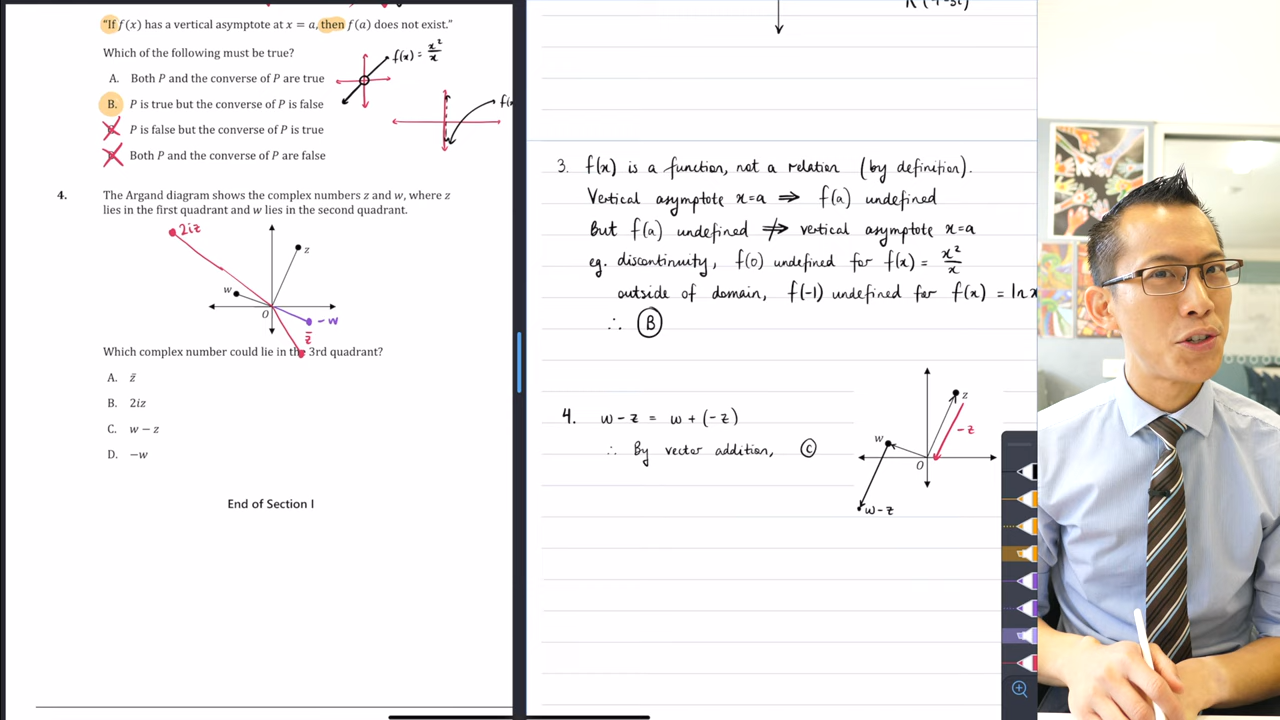 "If f(x) has a vertical asymptote at x = a, then f(a) does not exist."
Which of the following must be true?
A. Both P and the converse of P are true
B. P is true but the converse of P is false
P is false but the converse of P is true
Both P and the converse of P are false
f(x) = x²/x
4. The Argand diagram shows the complex numbers z and w, where z
lies in the first quadrant and w lies in the second quadrant.
2iz
z
w
O
-w
z̄
Which complex number could lie in the 3rd quadrant?
A. z̄
B. 2iz
C. w − z
D. −w
End of Section I
3. f(x) is a function, not a relation (by definition).
Vertical asymptote x=a ⇒ f(a) undefined
But f(a) undefined ⇏ vertical asymptote x=a
eg. discontinuity, f(0) undefined for f(x) = x²/x
outside of domain, f(-1) undefined for f(x) = ln x
∴ B
4. w-z = w + (-z)
∴ By vector addition, C
z
-z
w
O
w-z